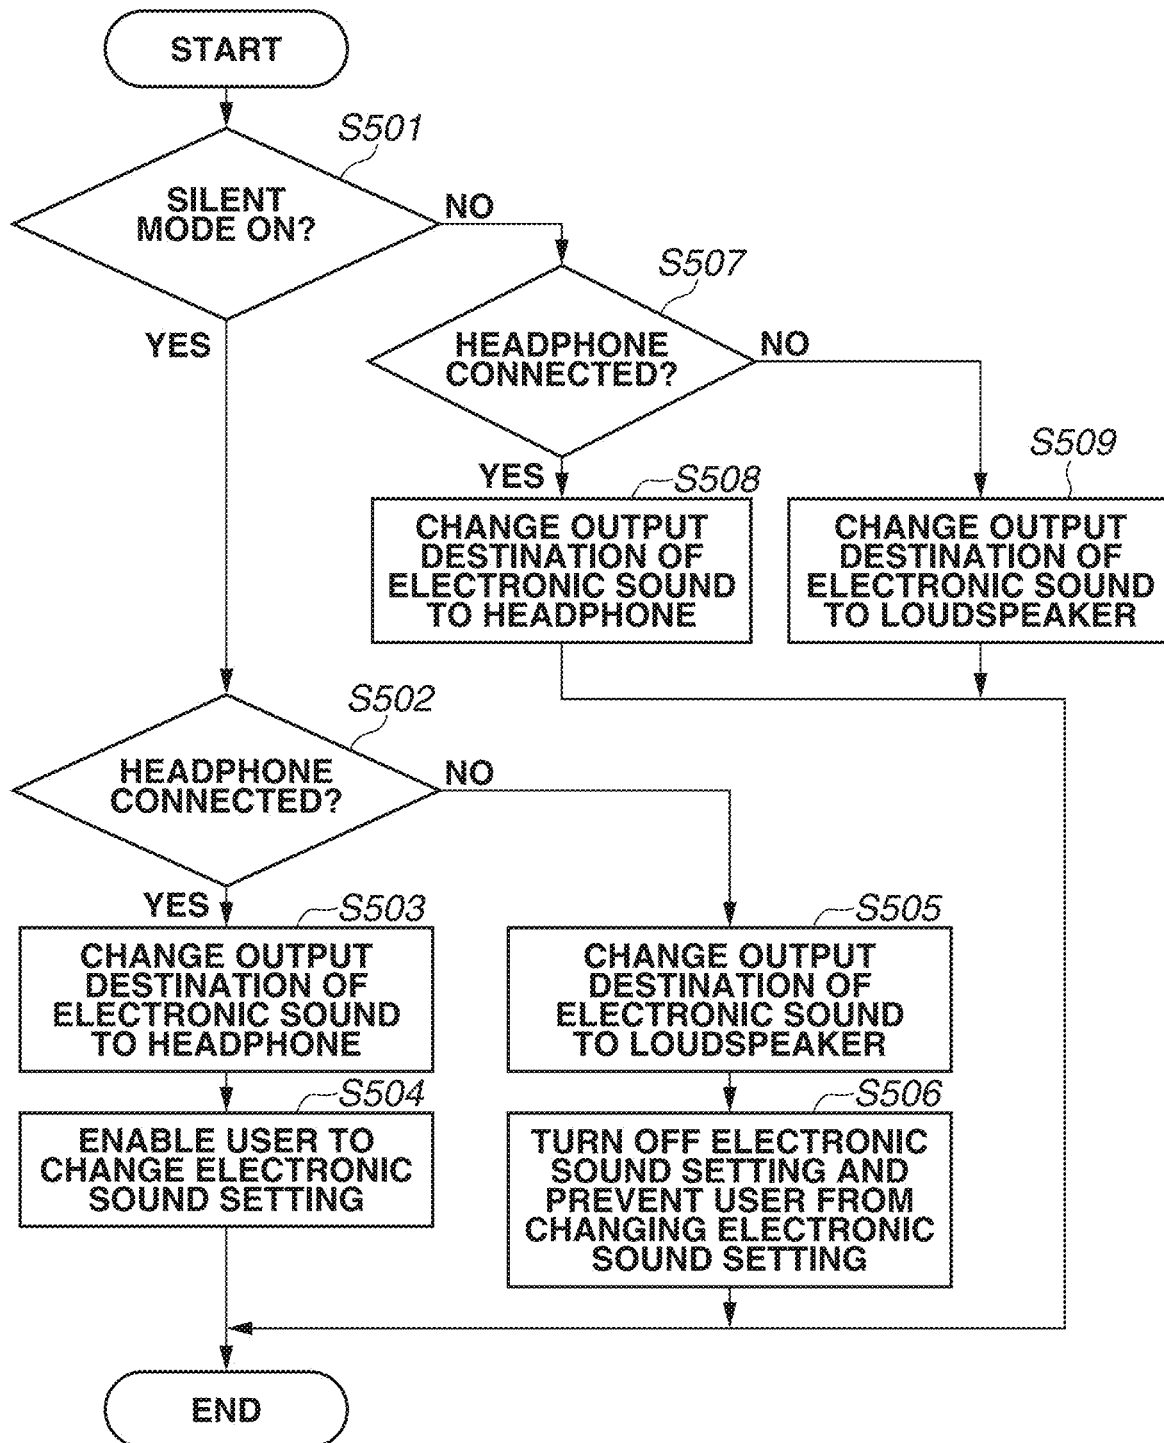 START
S501
SILENT
MODE ON?
NO
YES
S507
HEADPHONE
CONNECTED?
NO
YES
S508
CHANGE OUTPUT
DESTINATION OF
ELECTRONIC SOUND
TO HEADPHONE
S509
CHANGE OUTPUT
DESTINATION OF
ELECTRONIC SOUND
TO LOUDSPEAKER
S502
HEADPHONE
CONNECTED?
NO
YES
S503
CHANGE OUTPUT
DESTINATION OF
ELECTRONIC SOUND
TO HEADPHONE
S504
ENABLE USER TO
CHANGE ELECTRONIC
SOUND SETTING
S505
CHANGE OUTPUT
DESTINATION OF
ELECTRONIC SOUND
TO LOUDSPEAKER
S506
TURN OFF ELECTRONIC
SOUND SETTING AND
PREVENT USER FROM
CHANGING ELECTRONIC
SOUND SETTING
END